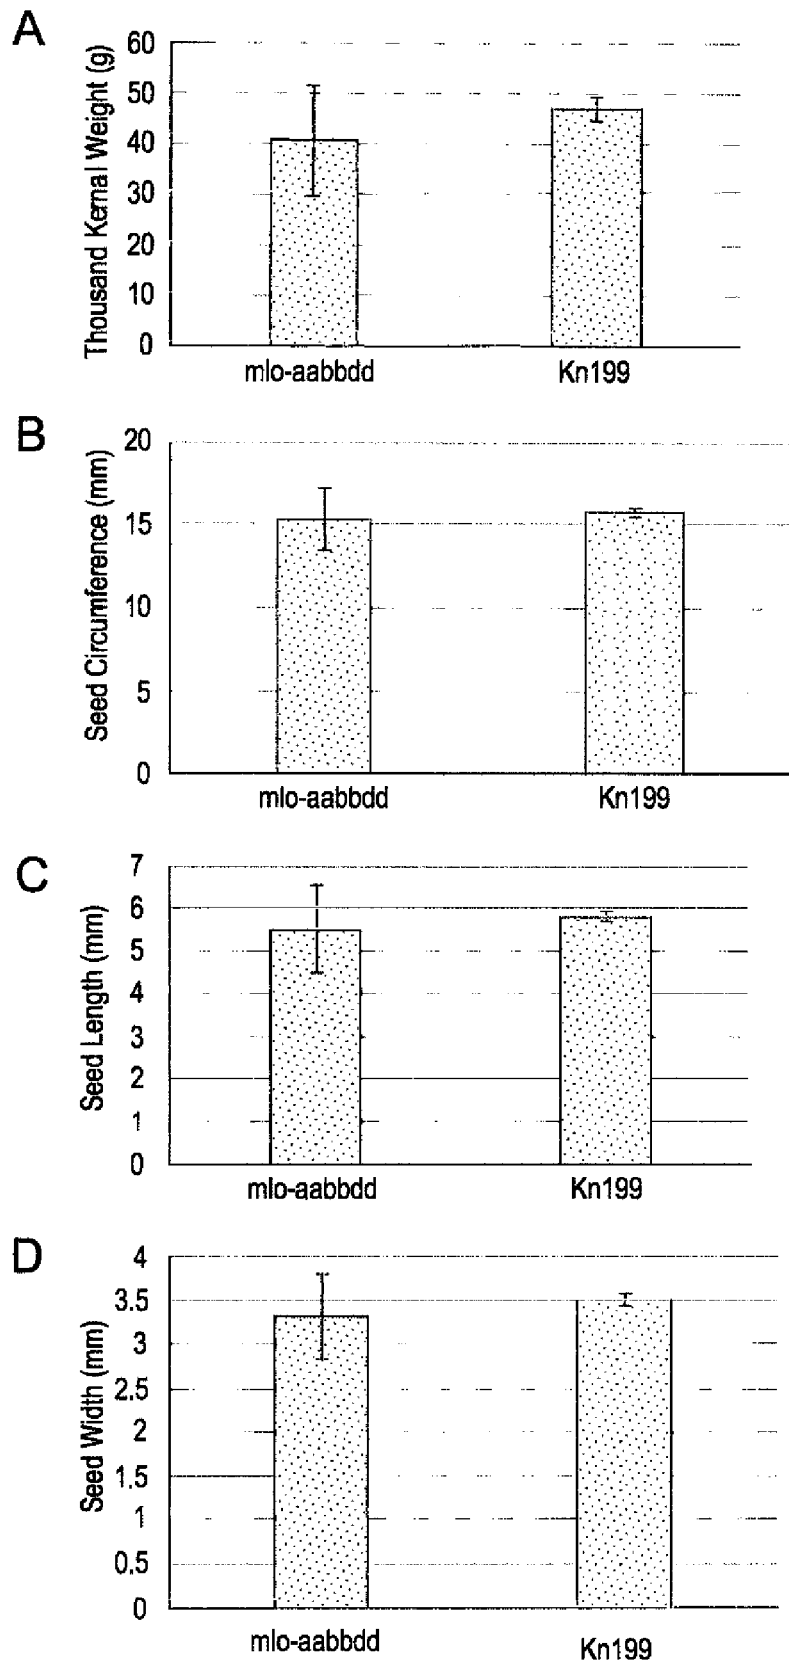 A
Thousand Kernal Weight (g)
60
50
40
30
20
10
0
mlo-aabbdd Kn199
B
Seed Circumference (mm)
20
15
10
5
0
mlo-aabbdd Kn199
C
Seed Length (mm)
7
6
5
4
3
2
1
0
mlo-aabbdd Kn199
D
Seed Width (mm)
4
3.5
3
2.5
2
1.5
1
0.5
0
mlo-aabbdd Kn199